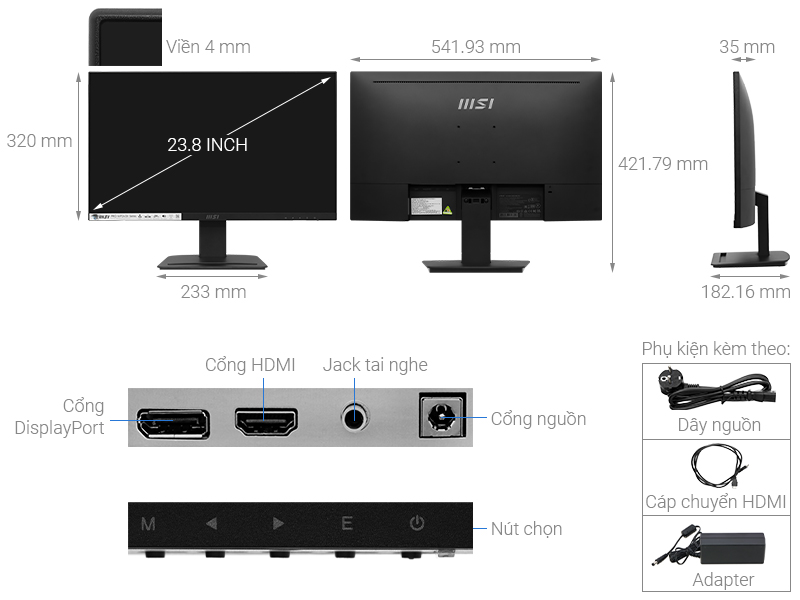 Viền 4 mm
541.93 mm
35 mm
320 mm
23.8 INCH
msi
421.79 mm
msi
233 mm
182.16 mm
Cổng HDMI
Jack tai nghe
Cổng
DisplayPort
Cổng nguồn
M
E
Nút chọn
Phụ kiện kèm theo:
Dây nguồn
Cáp chuyển HDMI
Adapter